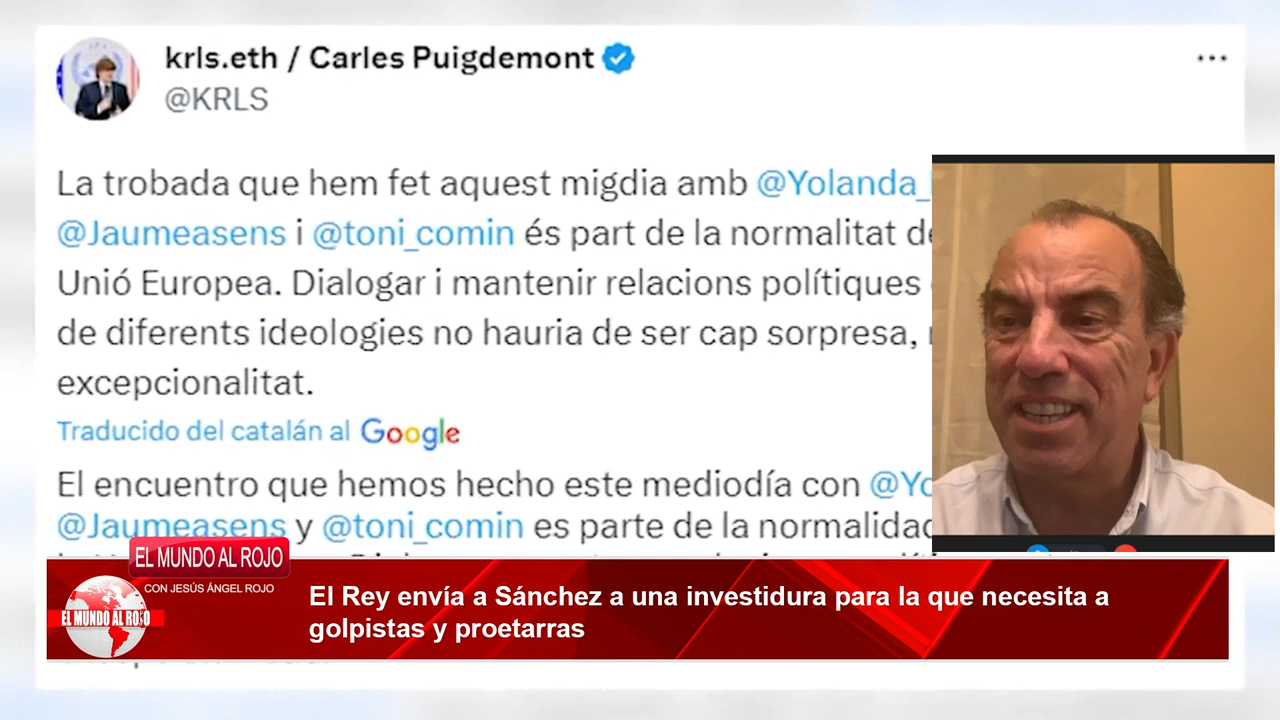 krls.eth / Carles Puigdemont
@KRLS
La trobada que hem fet aquest migdia amb @Yolanda_
@Jaumeasens i @toni_comin és part de la normalitat
Unió Europea. Dialogar i mantenir relacions polítiques
de diferents ideologies no hauria de ser cap sorpresa,
excepcionalitat.
Traducido del catalán al Google
El encuentro que hemos hecho este mediodía con
@Jaumeasens y @toni_comin es parte de la normalidad
EL MUNDO AL ROJO
CON JESÚS ÁNGEL ROJO
EL MUNDO AL ROJO
El Rey envía a Sánchez a una investidura para la que necesita a
golpistas y proetarras